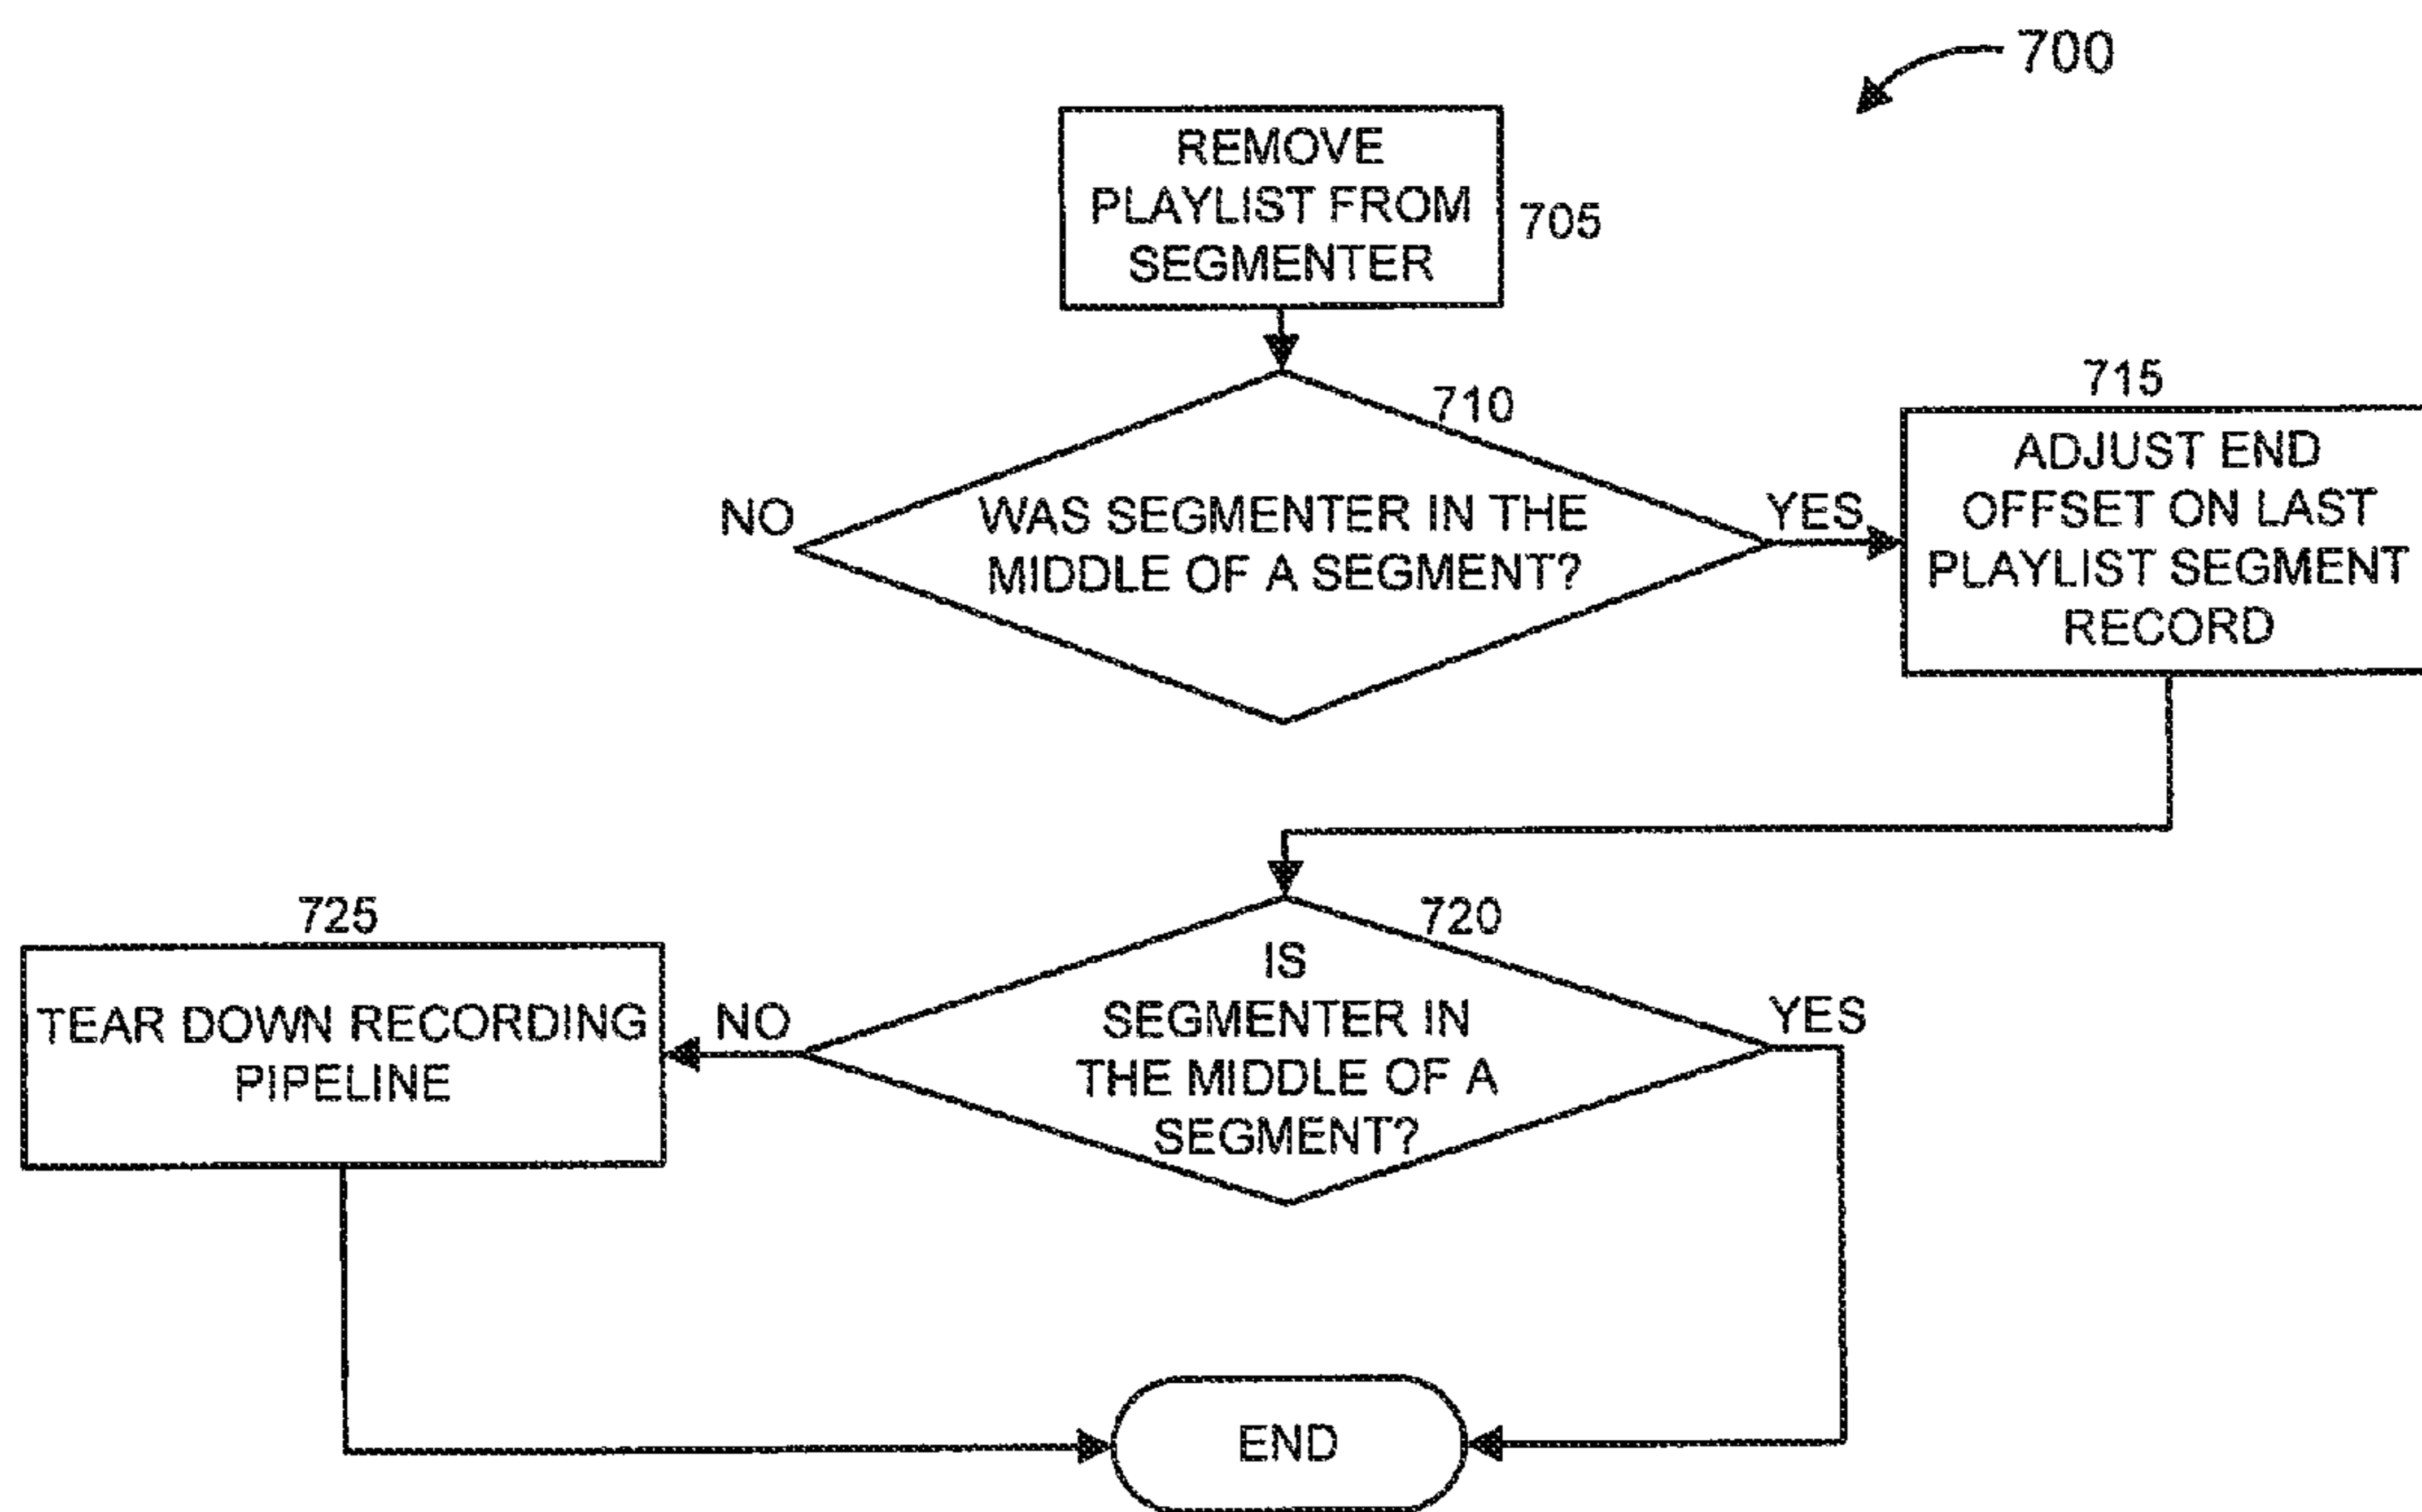 700
REMOVE
PLAYLIST FROM
SEGMENTER
705
710
WAS SEGMENTER IN THE
MIDDLE OF A SEGMENT?
NO
YES
715
ADJUST END
OFFSET ON LAST
PLAYLIST SEGMENT
RECORD
720
IS
SEGMENTER IN
THE MIDDLE OF A
SEGMENT?
NO
YES
725
TEAR DOWN RECORDING
PIPELINE
END